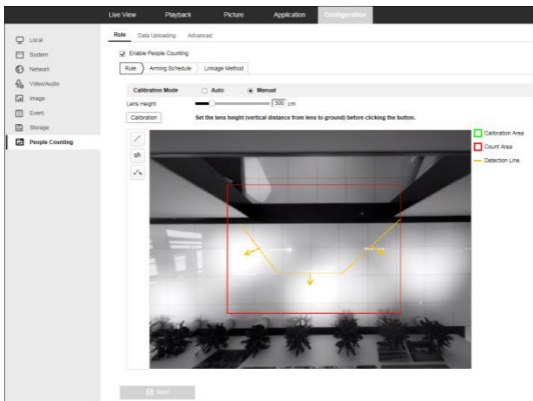 Live View Playback Picture Application Configuration
Local
System
Network
Video/Audio
Image
Event
Storage
People Counting
Rule Data Uploading Advanced
Enable People Counting
Rule Arming Schedule Linkage Method
Calibration Mode Auto Manual
Lens Height 300 cm
Calibration Set the lens height (vertical distance from lens to ground) before clicking the button.
Calibration Area
Count Area
Detection Line
Save